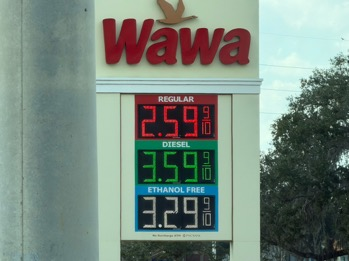 Wawa
REGULAR
2.59 9/10
DIESEL
3.59 9/10
ETHANOL FREE
3.29 9/10